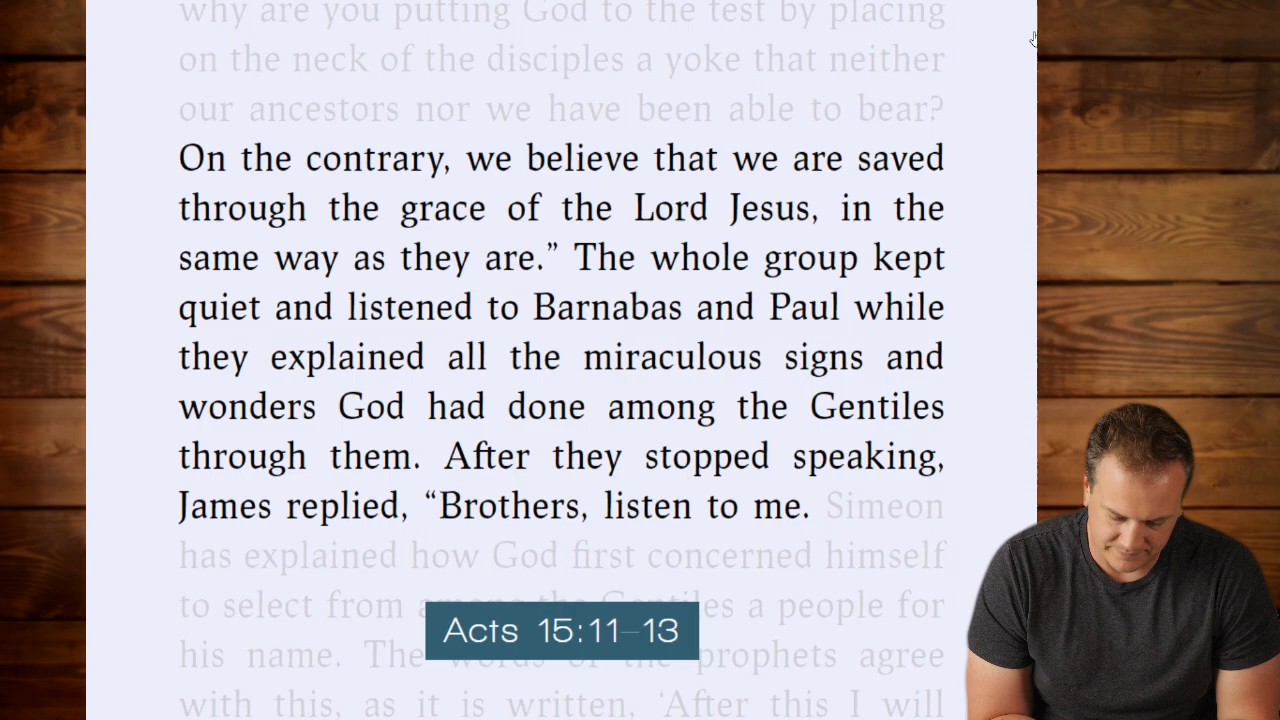 why are you putting God to the test by placing
on the neck of the disciples a yoke that neither
our ancestors nor we have been able to bear?
On the contrary, we believe that we are saved
through the grace of the Lord Jesus, in the
same way as they are.” The whole group kept
quiet and listened to Barnabas and Paul while
they explained all the miraculous signs and
wonders God had done among the Gentiles
through them. After they stopped speaking,
James replied, “Brothers, listen to me. Simeon
has explained how God first concerned himself
to select from among the Gentiles a people for
his name. The words of the prophets agree
with this, as it is written, ‘After this I will
Acts 15:11–13